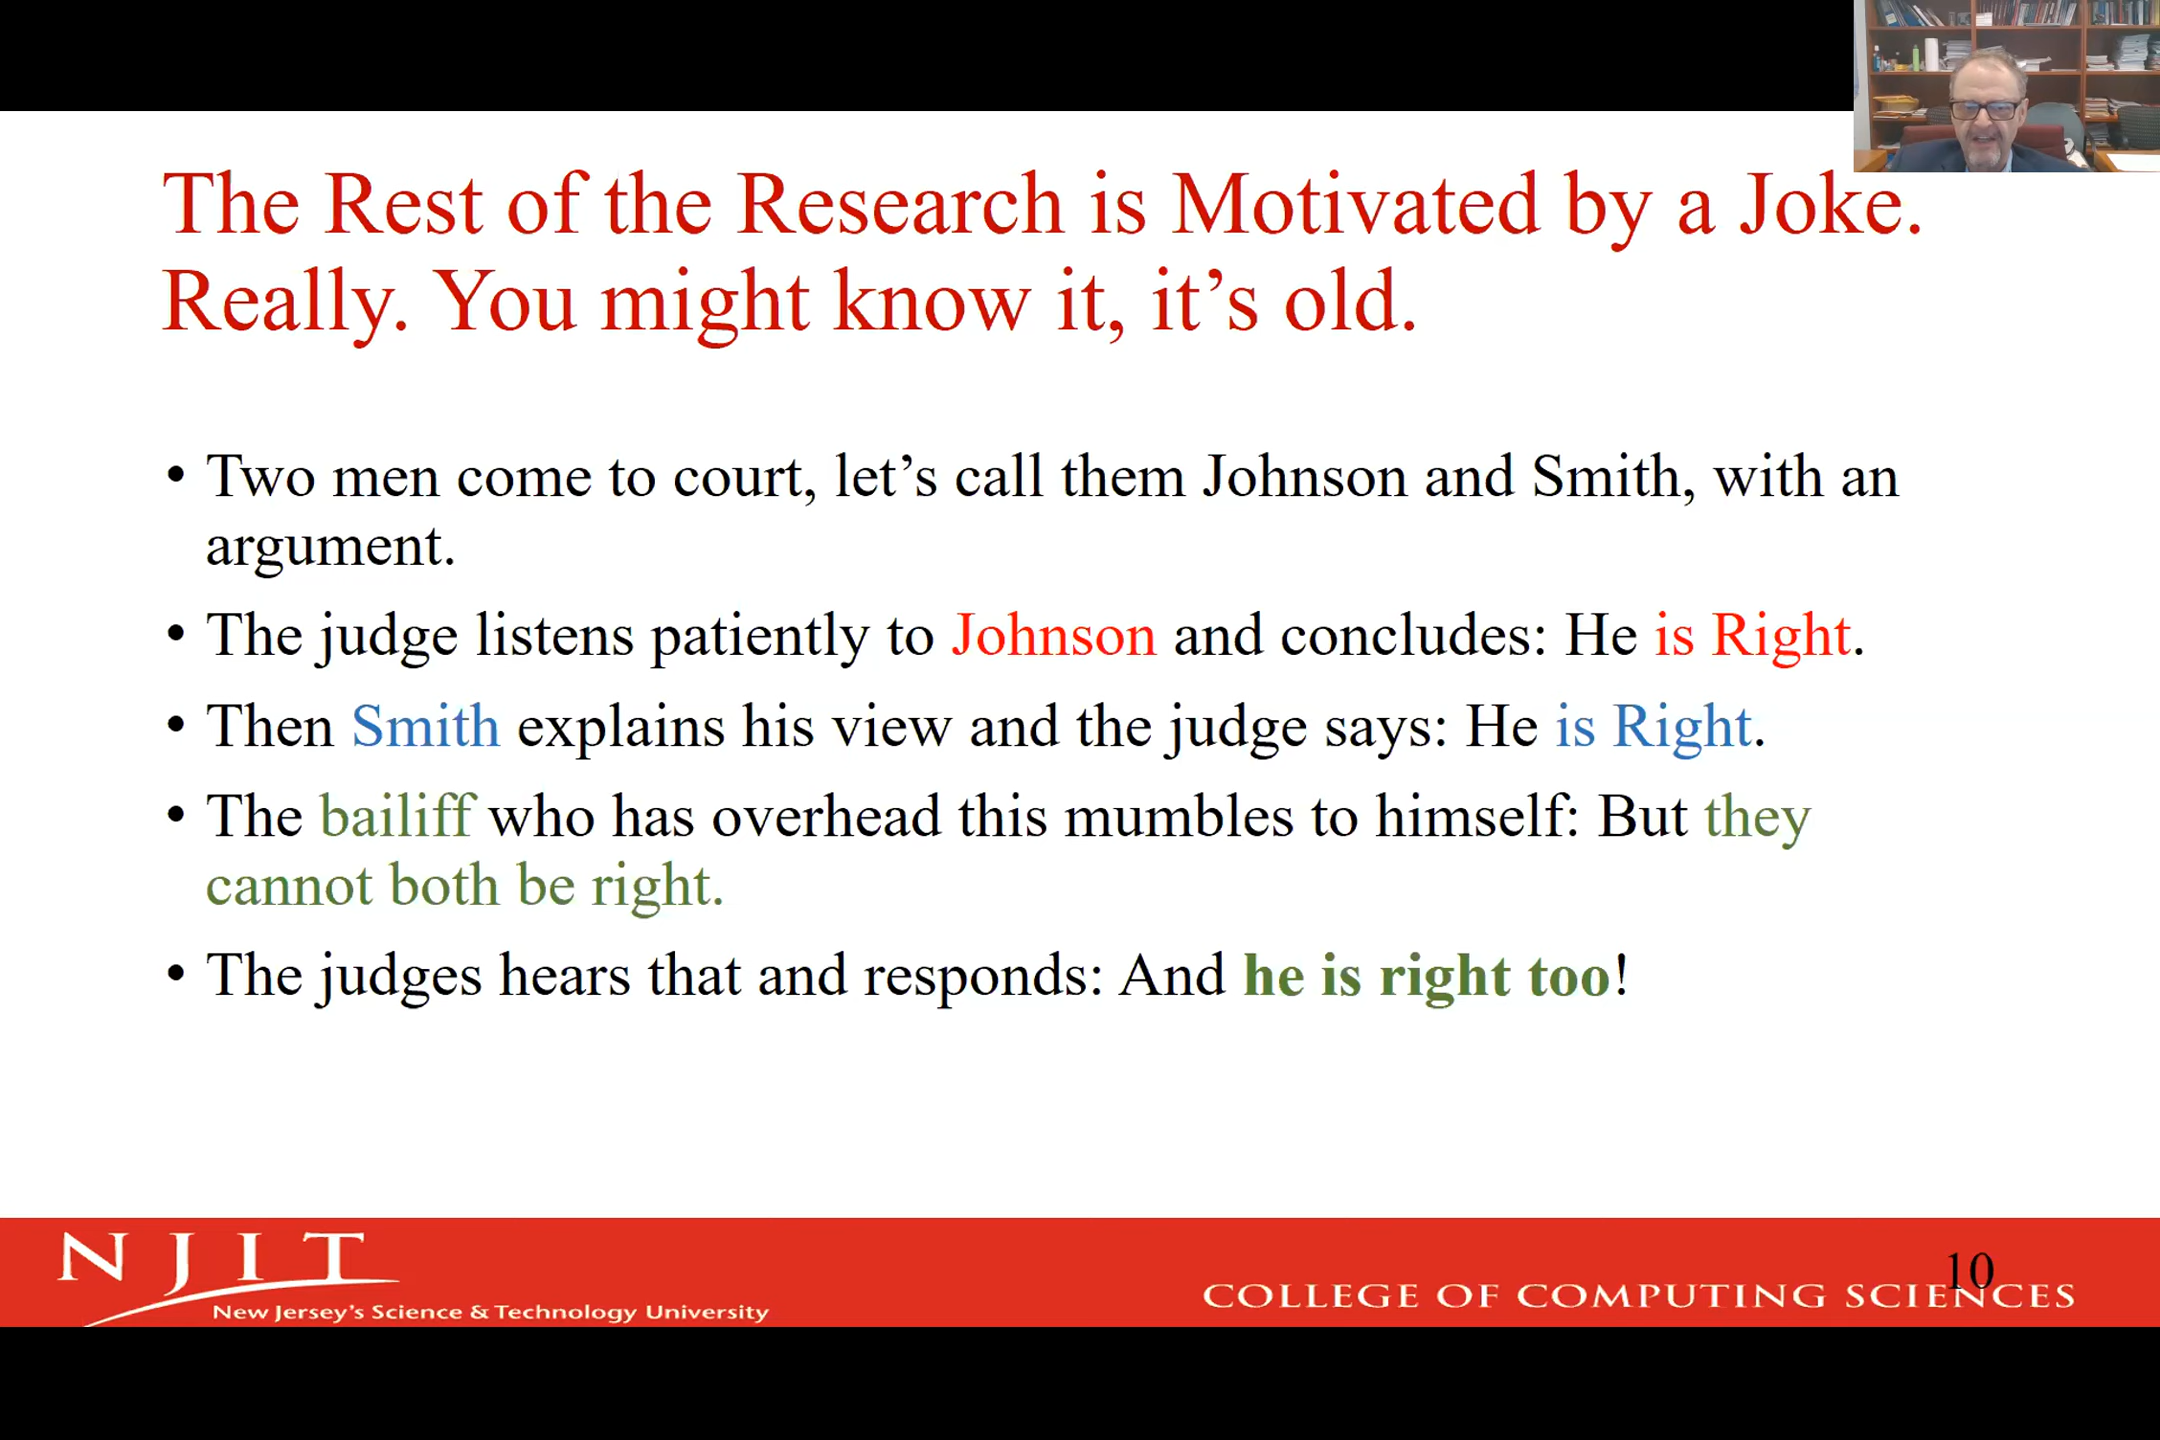 The Rest of the Research is Motivated by a Joke.
Really. You might know it, it’s old.
• Two men come to court, let’s call them Johnson and Smith, with an
argument.
• The judge listens patiently to Johnson and concludes: He is Right.
• Then Smith explains his view and the judge says: He is Right.
• The bailiff who has overhead this mumbles to himself: But they
cannot both be right.
• The judges hears that and responds: And he is right too!
NJIT
New Jersey’s Science & Technology University
10
COLLEGE OF COMPUTING SCIENCES